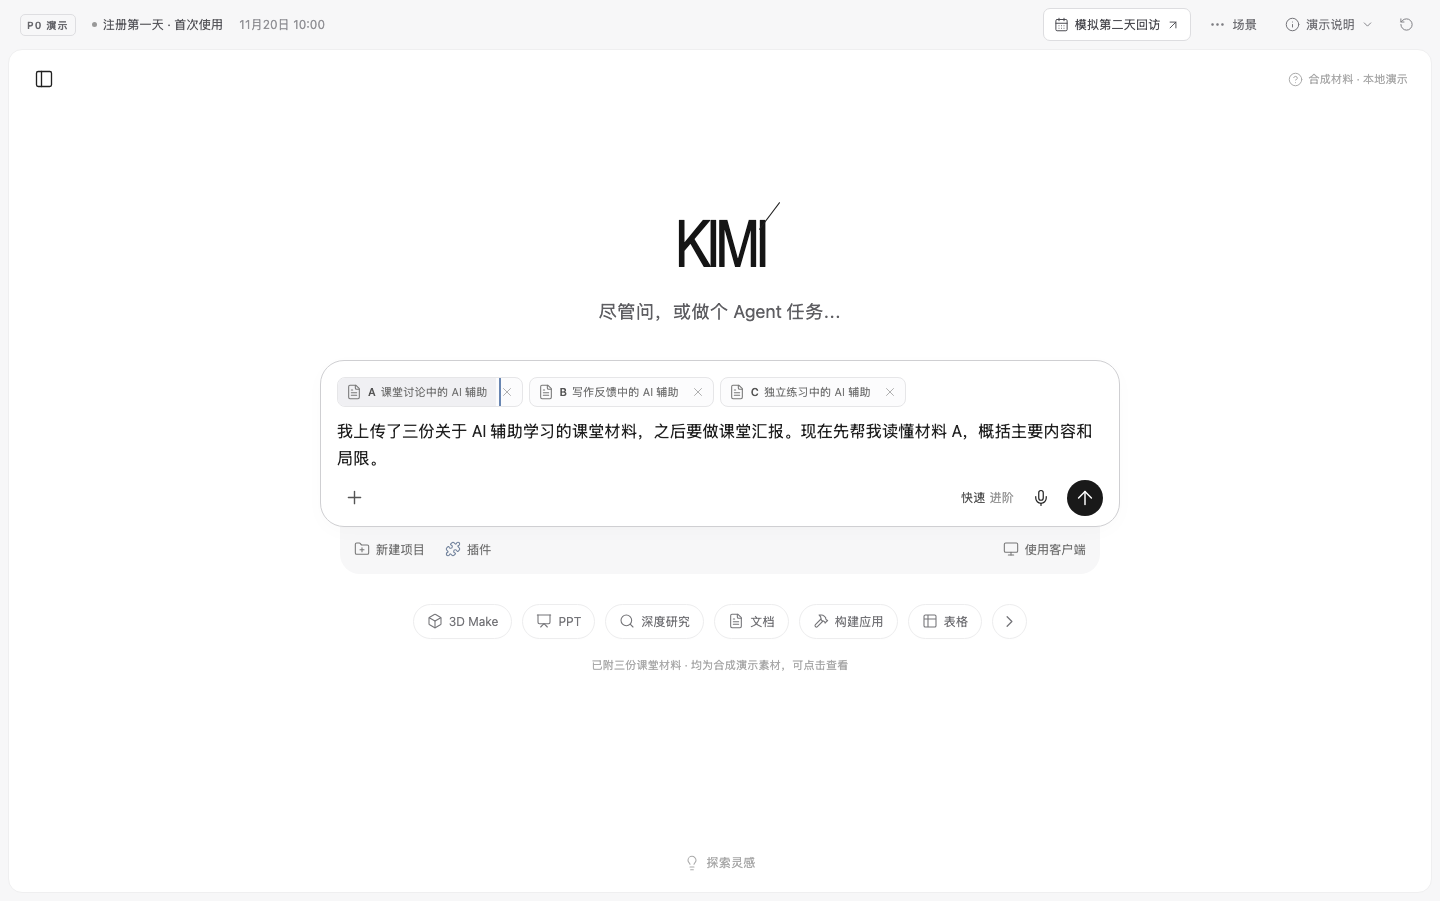 P0 演示
注册第一天 · 首次使用
11月20日 10:00
模拟第二天回访
场景
演示说明
合成材料 · 本地演示
KIMI
尽管问，或做个 Agent 任务...
A 课堂讨论中的 AI 辅助
B 写作反馈中的 AI 辅助
C 独立练习中的 AI 辅助
我上传了三份关于 AI 辅助学习的课堂材料，之后要做课堂汇报。现在先帮我读懂材料 A，概括主要内容和
局限。
快速 进阶
新建项目
插件
使用客户端
3D Make
PPT
深度研究
文档
构建应用
表格
已附三份课堂材料 · 均为合成演示素材，可点击查看
探索灵感